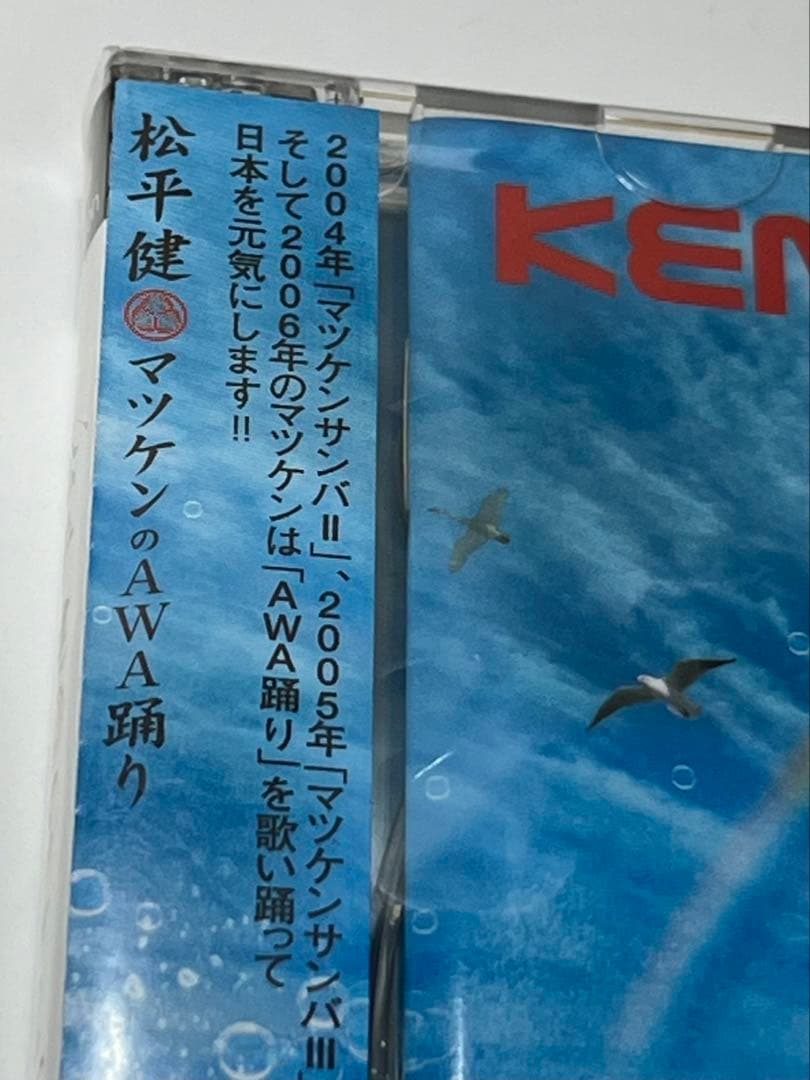 2004年「マツケンサンバⅡ」、2005年「マツケンサンバⅢ」
そして2006年のマツケンは「AWA踊り」を歌い踊って
日本を元気にします!!
松平健 マツケンのAWA踊り
KEN